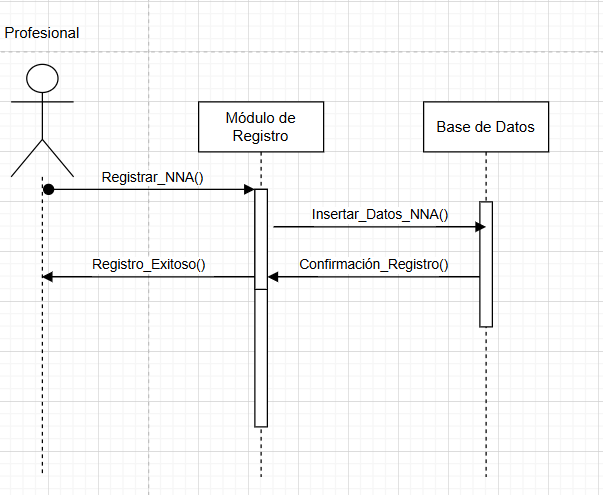 Profesional
Módulo de
Registro
Base de Datos
Registrar_NNA()
Insertar_Datos_NNA()
Registro_Exitoso()
Confirmación_Registro()